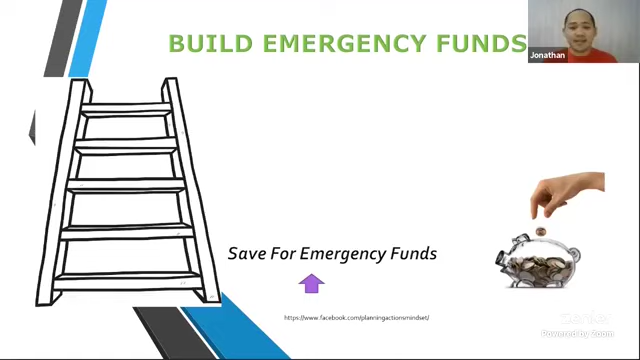 BUILD EMERGENCY FUNDS
Jonathan
Save For Emergency Funds
https://www.facebook.com/planningactionsmindset/
Powered by Zoom